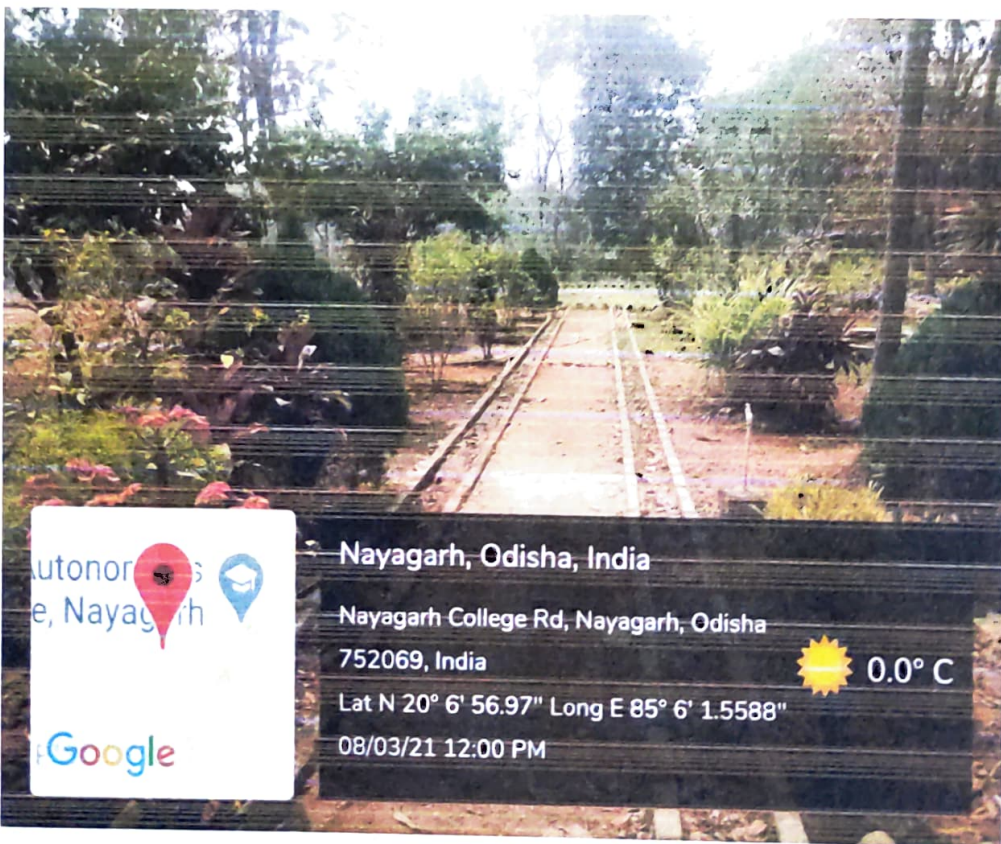 Nayagarh, Odisha, India
Nayagarh College Rd, Nayagarh, Odisha
752069, India
0.0° C
Lat N 20° 6' 56.97" Long E 85° 6' 1.5588"
08/03/21 12:00 PM
e, Nayagarh
Google